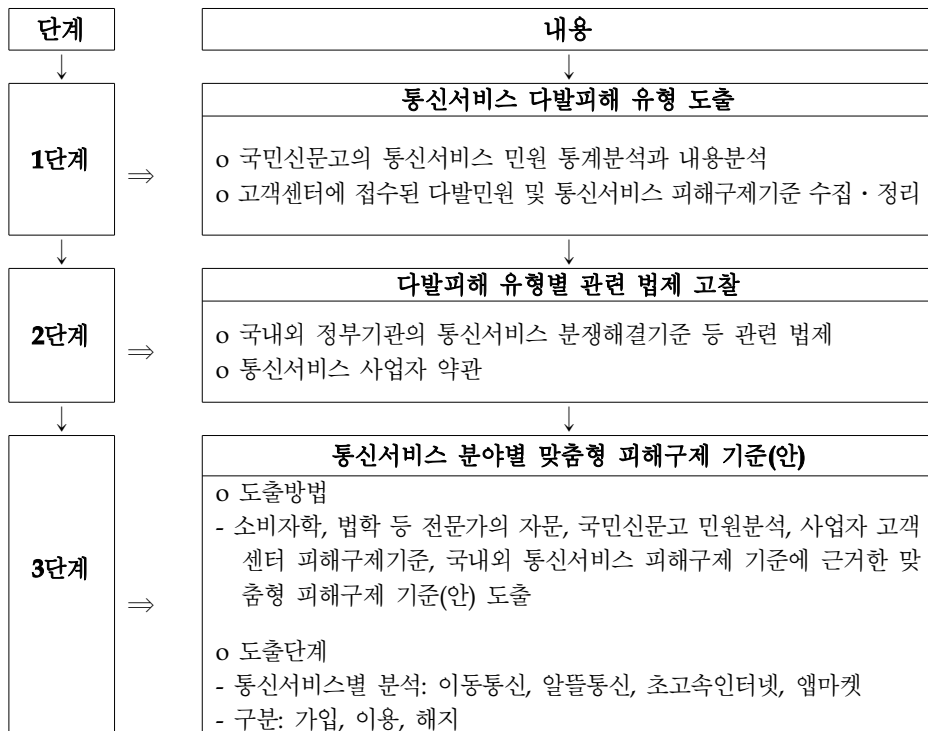 단계
내용
↓
↓
통신서비스 다발피해 유형 도출
1단계
⇒
o 국민신문고의 통신서비스 민원 통계분석과 내용분석
o 고객센터에 접수된 다발민원 및 통신서비스 피해구제기준 수집·정리
↓
↓
다발피해 유형별 관련 법제 고찰
2단계
⇒
o 국내외 정부기관의 통신서비스 분쟁해결기준 등 관련 법제
o 통신서비스 사업자 약관
↓
↓
통신서비스 분야별 맞춤형 피해구제 기준(안)
3단계
⇒
o 도출방법
- 소비자학, 법학 등 전문가의 자문, 국민신문고 민원분석, 사업자 고객
센터 피해구제기준, 국내외 통신서비스 피해구제 기준에 근거한 맞
춤형 피해구제 기준(안) 도출
o 도출단계
- 통신서비스별 분석: 이동통신, 알뜰통신, 초고속인터넷, 앱마켓
- 구분: 가입, 이용, 해지